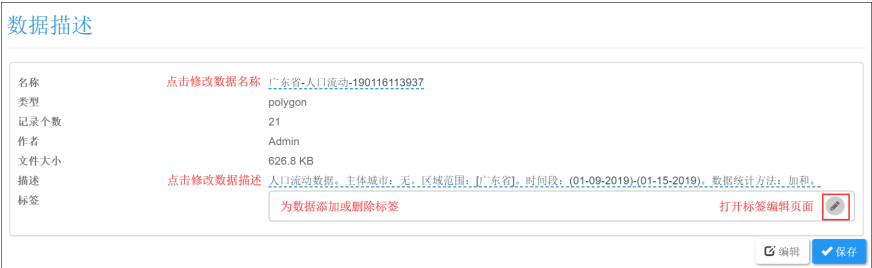 数据描述
名称 点击修改数据名称 广东省-人口流动-190116113937
类型 polygon
记录个数 21
作者 Admin
文件大小 626.8 KB
描述 点击修改数据描述 人口流动数据。主体城市：无。区域范围：[广东省]。时间段：(01-09-2019)-(01-15-2019)。数据统计方法：加和。
标签 为数据添加或删除标签 打开标签编辑页面
编辑 保存